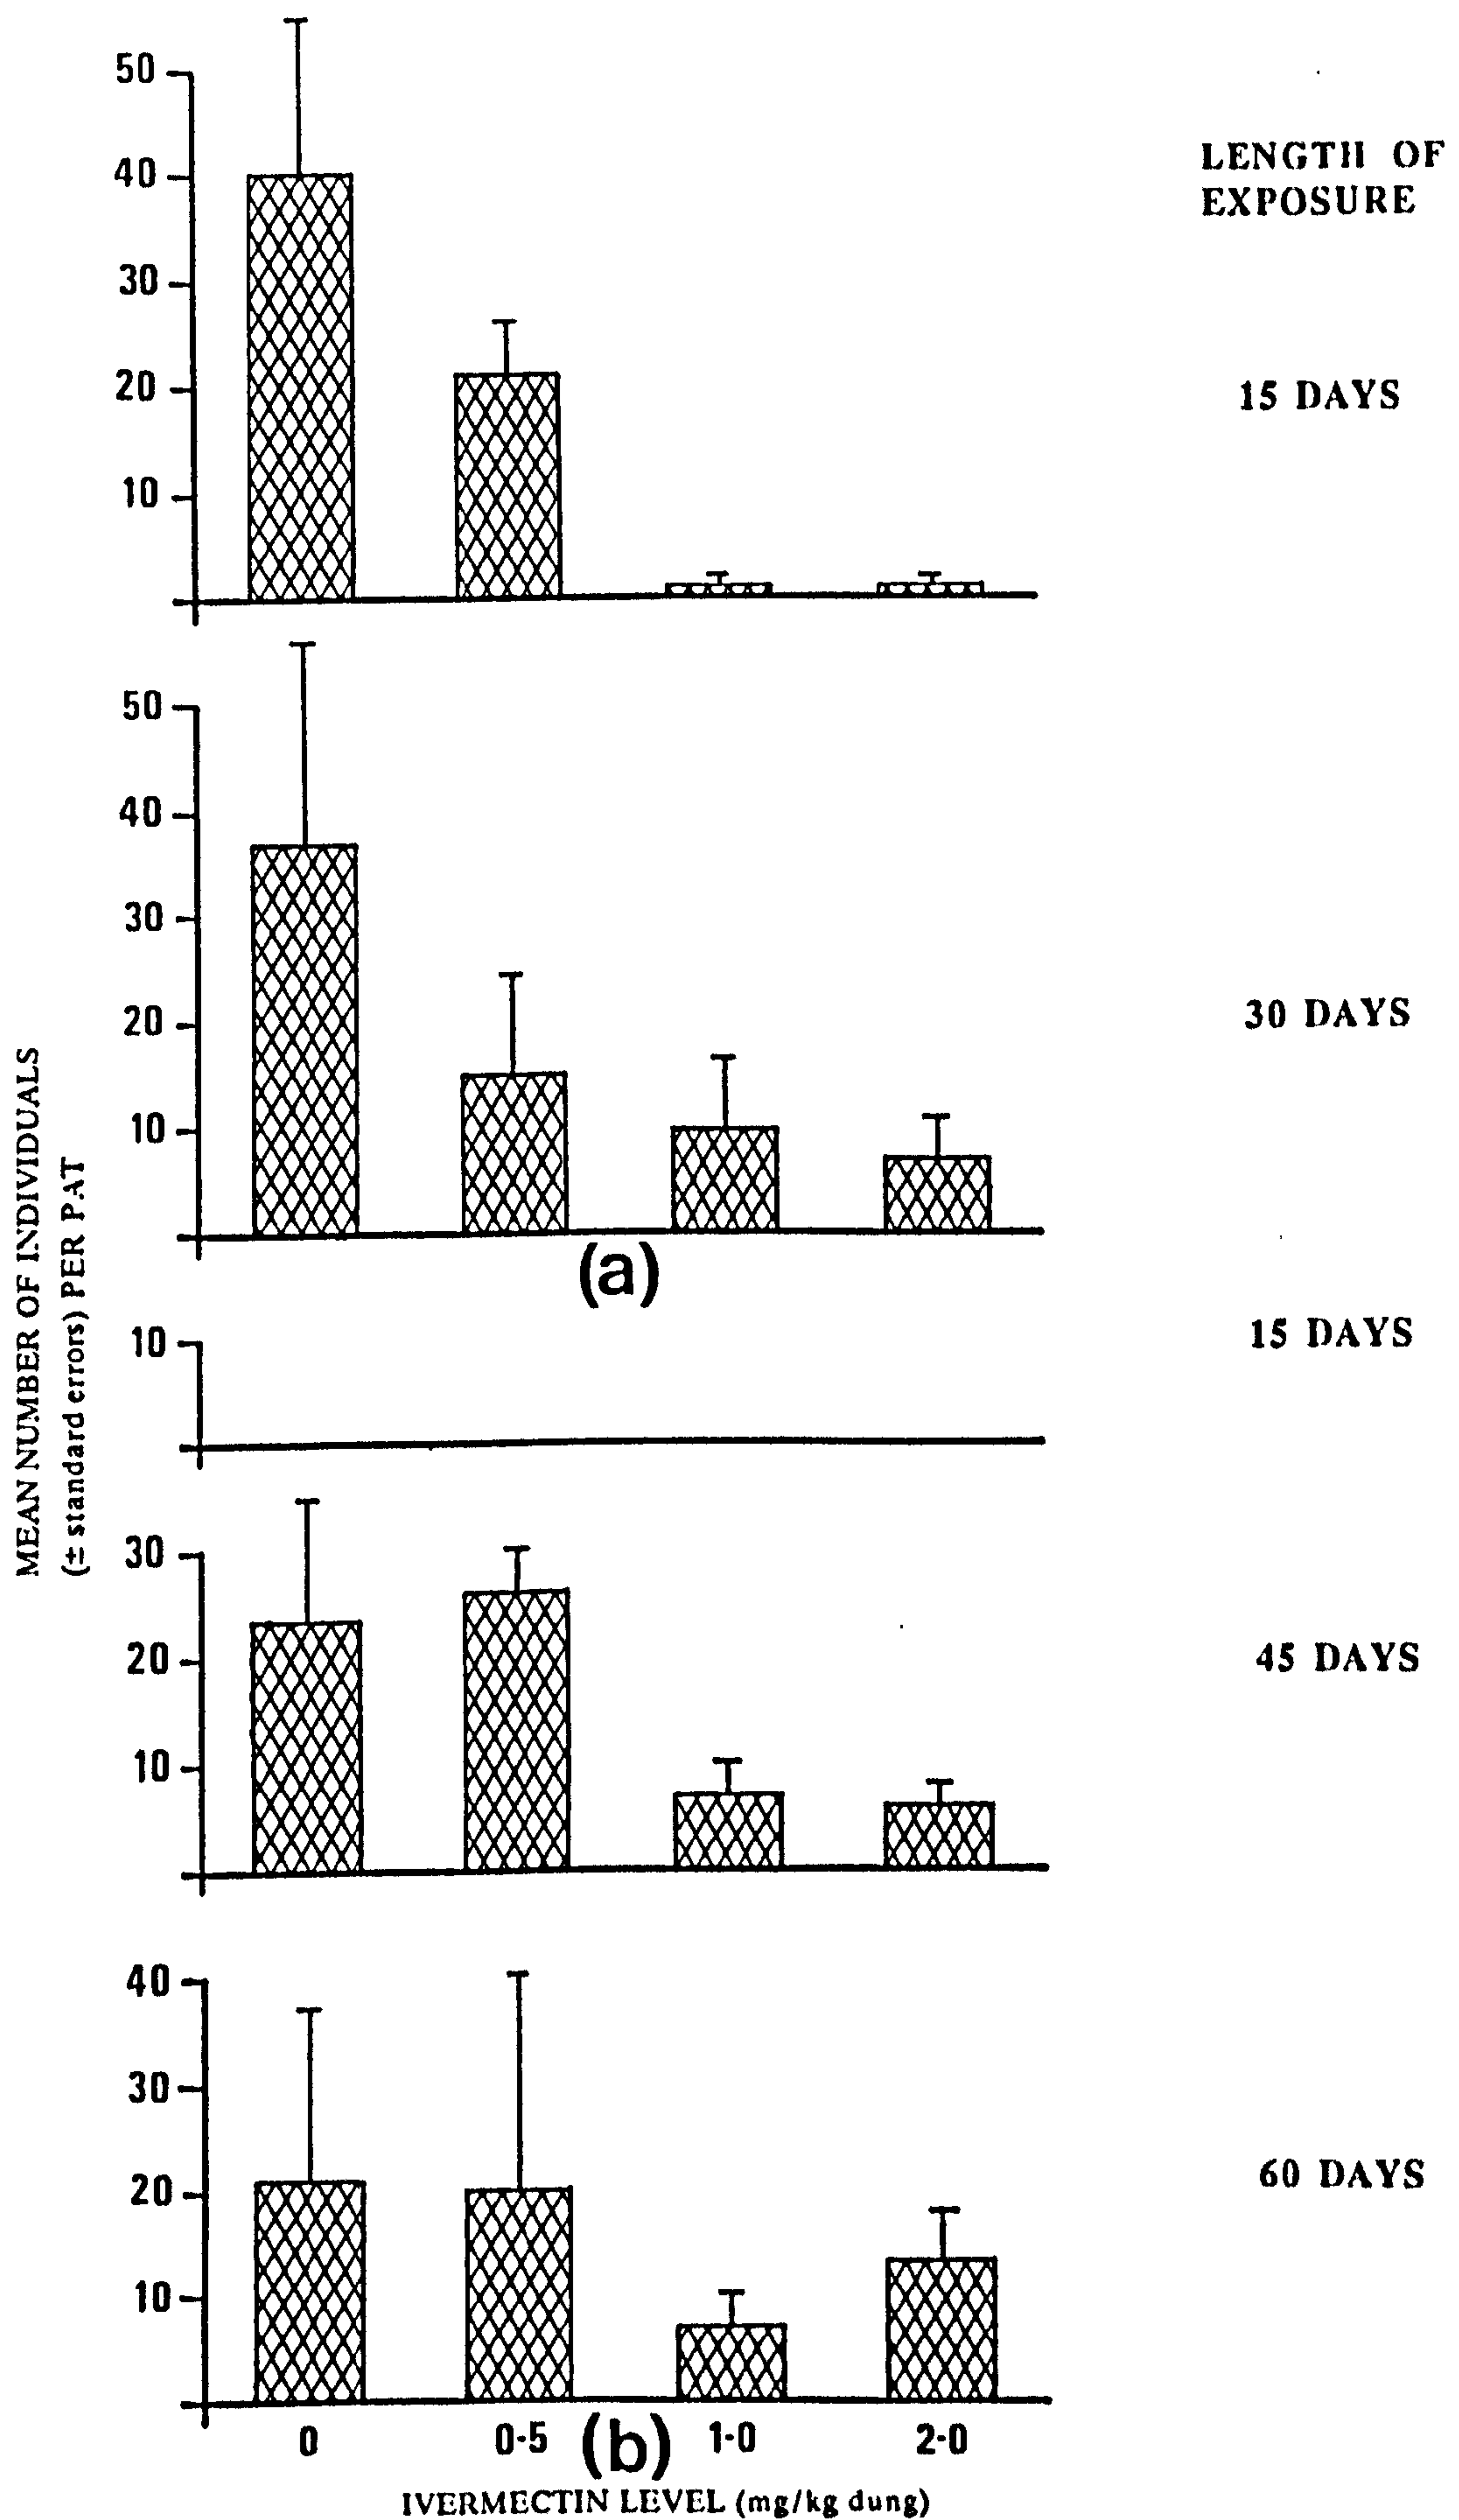 50
40
30
20
10
LENGTH OF
EXPOSURE
15 DAYS
50
40
30
20
10
30 DAYS
(a)
MEAN NUMBER OF INDIVIDUALS
(± standard errors) PER PAT
10
15 DAYS
30
20
10
45 DAYS
40
30
20
10
60 DAYS
0 0·5 (b) 1·0 2·0
IVERMECTIN LEVEL (mg/kg dung)